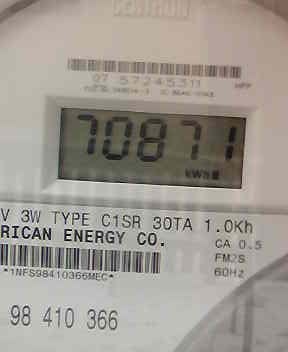 CENTRON
07 57245311
70871
kWh
V 3W TYPE C1SR 30TA 1.0Kh
RICAN ENERGY CO.
CA 0.5
FM2S
*1NFS98410366MEC*
60HZ
98 410 366